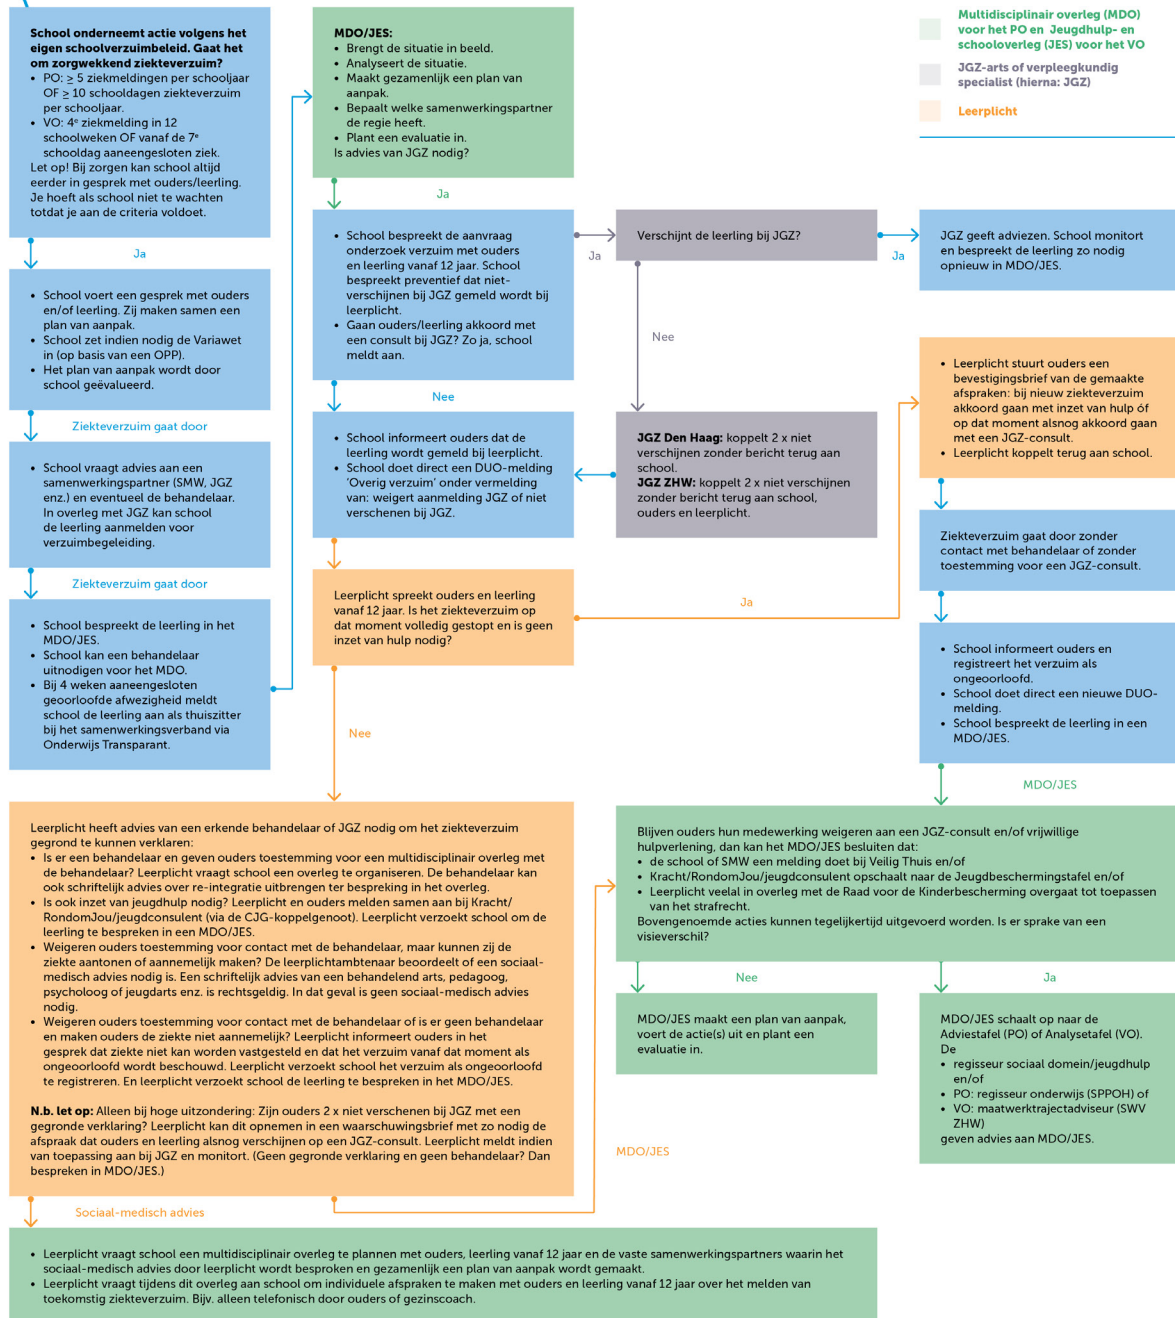 School onderneemt actie volgens het
eigen schoolverzuimbeleid. Gaat het
om zorgwekkend ziekteverzuim?
• PO: ≥ 5 ziekmeldingen per schooljaar
OF ≥ 10 schooldagen ziekteverzuim
per schooljaar.
• VO: 4e ziekmelding in 12
schoolweken OF vanaf de 7e
schooldag aaneengesloten ziek.
Let op! Bij zorgen kan school altijd
eerder in gesprek met ouders/leerling.
Je hoeft als school niet te wachten
totdat je aan de criteria voldoet.
Ja
• School voert een gesprek met ouders
en/of leerling. Zij maken samen een
plan van aanpak.
• School zet indien nodig de Variawet
in (op basis van een OPP).
• Het plan van aanpak wordt door
school geëvalueerd.
Ziekteverzuim gaat door
• School vraagt advies aan een
samenwerkingspartner (SMW, JGZ
enz.) en eventueel de behandelaar.
In overleg met JGZ kan school
de leerling aanmelden voor
verzuimbegeleiding.
Ziekteverzuim gaat door
• School bespreekt de leerling in het
MDO/JES.
• School kan een behandelaar
uitnodigen voor het MDO.
• Bij 4 weken aaneengesloten
georloofde afwezigheid meldt
school de leerling aan als thuiszitter
bij het samenwerkingsverband via
Onderwijs Transparant.
MDO/JES:
• Brengt de situatie in beeld.
• Analyseert de situatie.
• Maakt gezamenlijk een plan van
aanpak.
• Bepaalt welke samenwerkingspartner
de regie heeft.
• Plant een evaluatie in.
Is advies van JGZ nodig?
Ja
• School bespreekt de aanvraag
onderzoek verzuim met ouders
en leerling vanaf 12 jaar. School
bespreekt preventief dat niet-
verschijnen bij JGZ gemeld wordt bij
leerplicht.
• Gaan ouders/leerling akkoord met
een consult bij JGZ? Zo ja, school
meldt aan.
Nee
• School informeert ouders dat de
leerling wordt gemeld bij leerplicht.
• School doet direct een DUO-melding
'Overig verzuim' onder vermelding
van: weigert aanmelding JGZ of niet
verschenen bij JGZ.
Leerplicht spreekt ouders en leerling
vanaf 12 jaar. Is het ziekteverzuim op
dat moment volledig gestopt en is geen
inzet van hulp nodig?
Nee
Ja
Multidisciplinair overleg (MDO)
voor het PO en Jeugdhulp- en
schooloverleg (JES) voor het VO
JGZ-arts of verpleegkundig
specialist (hierna: JGZ)
Leerplicht
Ja
Verschijnt de leerling bij JGZ?
Ja
Nee
JGZ Den Haag: koppelt 2 x niet
verschijnen zonder bericht terug aan
school.
JGZ ZHW: koppelt 2 x niet verschijnen
zonder bericht terug aan school,
ouders en leerplicht.
JGZ geeft adviezen. School monitort
en bespreekt de leerling zo nodig
opnieuw in MDO/JES.
• Leerplicht stuurt ouders een
bevestigingsbrief van de gemaakte
afspraken: bij nieuw ziekteverzuim
akkoord gaan met inzet van hulp óf
op dat moment alsnog akkoord gaan
met een JGZ-consult.
• Leerplicht koppelt terug aan school.
Ziekteverzuim gaat door zonder
contact met behandelaar of zonder
toestemming voor een JGZ-consult.
• School informeert ouders en
registreert het verzuim als
ongeoorloofd.
• School doet direct een nieuwe DUO-
melding.
• School bespreekt de leerling in een
MDO/JES.
MDO/JES
Leerplicht heeft advies van een erkende behandelaar of JGZ nodig om het ziekteverzuim
gegrond te kunnen verklaren:
• Is er een behandelaar en geven ouders toestemming voor een multidisciplinair overleg met
de behandelaar? Leerplicht vraagt school een overleg te organiseren. De behandelaar kan
ook schriftelijk advies over re-integratie uitbrengen ter bespreking in het overleg.
• Is ook inzet van jeugdhulp nodig? Leerplicht en ouders melden samen aan bij Kracht/
RondomJou/jeugdconsulent (via de CJG-koppelgenoot). Leerplicht verzoekt school om de
leerling te bespreken in een MDO/JES.
• Weigeren ouders toestemming voor contact met de behandelaar, maar kunnen zij de
ziekte aantonen of aannemelijk maken? De leerplichtambtenaar beoordeelt of een sociaal-
medisch advies nodig is. Een schriftelijk advies van een behandelend arts, pedagoog,
psycholoog of jeugdarts enz. is rechtsgeldig. In dat geval is geen sociaal-medisch advies
nodig.
• Weigeren ouders toestemming voor contact met de behandelaar of is er geen behandelaar
en maken ouders de ziekte niet aannemelijk? Leerplicht informeert ouders in het
gesprek dat ziekte niet kan worden vastgesteld en dat het verzuim vanaf dat moment als
ongeoorloofd wordt beschouwd. Leerplicht verzoekt school het verzuim als ongeoorloofd
te registreren. En leerplicht verzoekt school de leerling te bespreken in het MDO/JES.
N.b. let op: Alleen bij hoge uitzondering: Zijn ouders 2 x niet verschenen bij JGZ met een
gegronde verklaring? Leerplicht kan dit opnemen in een waarschuwingsbrief met zo nodig de
afspraak dat ouders en leerling alsnog verschijnen op een JGZ-consult. Leerplicht meldt indien
van toepassing aan bij JGZ en monitort. (Geen gegronde verklaring en geen behandelaar? Dan
bespreken in MDO/JES.)
MDO/JES
Sociaal-medisch advies
Blijven ouders hun medewerking weigeren aan een JGZ-consult en/of vrijwillige
hulpverlening, dan kan het MDO/JES besluiten dat:
• de school of SMW een melding doet bij Veilig Thuis en/of
• Kracht/RondomJou/jeugdconsulent opschaalt naar de Jeugdbeschermingstafel en/of
• Leerplicht veelal in overleg met de Raad voor de Kinderbescherming overgaat tot toepassen
van het strafrecht.
Bovengenoemde acties kunnen tegelijkertijd uitgevoerd worden. Is er sprake van een
visieverschil?
Nee
Ja
MDO/JES maakt een plan van aanpak,
voert de actie(s) uit en plant een
evaluatie in.
MDO/JES schaalt op naar de
Adviestafel (PO) of Analysetafel (VO).
De
• regisseur sociaal domein/jeugdhulp
en/of
• PO: regisseur onderwijs (SPPOH) of
• VO: maatwerktrajectadviseur (SWV
ZHW)
geven advies aan MDO/JES.
• Leerplicht vraagt school een multidisciplinair overleg te plannen met ouders, leerling vanaf 12 jaar en de vaste samenwerkingspartners waarin het
sociaal-medisch advies door leerplicht wordt besproken en gezamenlijk een plan van aanpak wordt gemaakt.
• Leerplicht vraagt tijdens dit overleg aan school om individuele afspraken te maken met ouders en leerling vanaf 12 jaar over het melden van
toekomstig ziekteverzuim. Bijv. alleen telefonisch door ouders of gezinscoach.